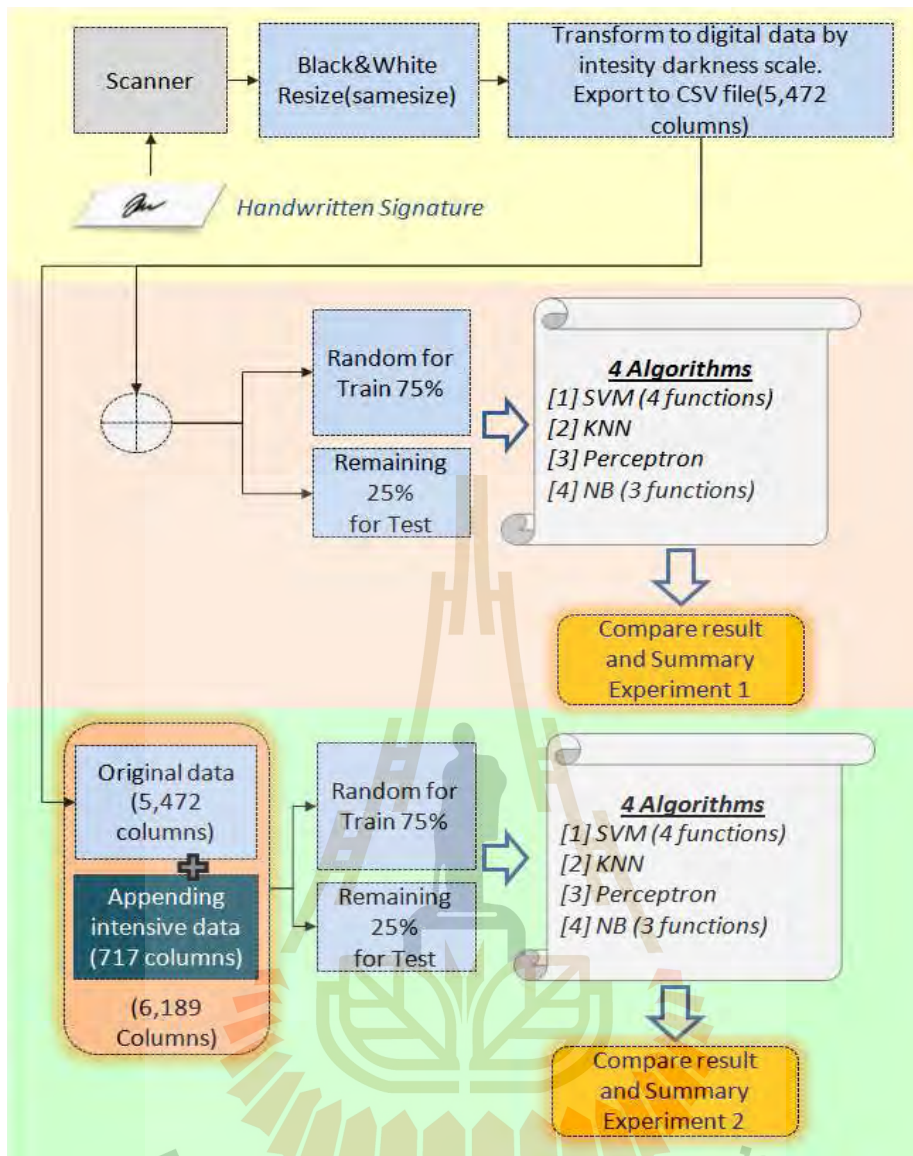 Scanner
Black&White
Resize(samesize)
Transform to digital data by
intesity darkness scale.
Export to CSV file(5,472
columns)
Handwritten Signature
Random for
Train 75%
Remaining
25%
for Test
4 Algorithms
[1] SVM (4 functions)
[2] KNN
[3] Perceptron
[4] NB (3 functions)
Compare result
and Summary
Experiment 1
Original data
(5,472
columns)
Appending
intensive data
(717 columns)
(6,189
Columns)
Random for
Train 75%
Remaining
25%
for Test
4 Algorithms
[1] SVM (4 functions)
[2] KNN
[3] Perceptron
[4] NB (3 functions)
Compare result
and Summary
Experiment 2